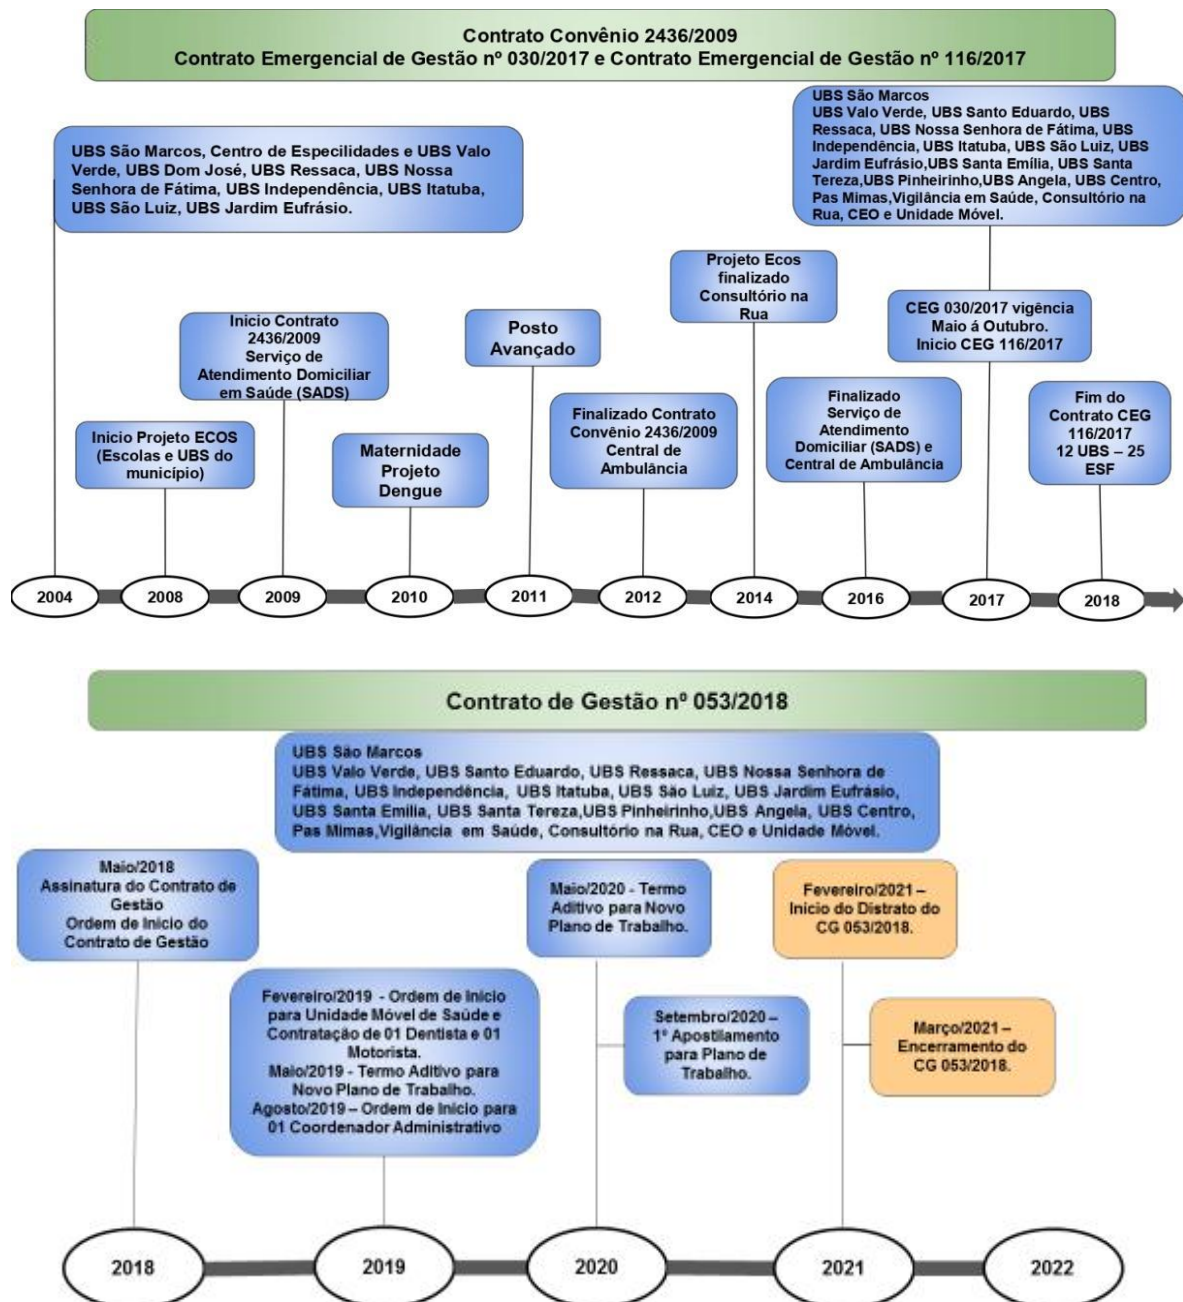 Contrato Convênio 2436/2009
Contrato Emergencial de Gestão nº 030/2017 e Contrato Emergencial de Gestão nº 116/2017
UBS São Marcos, Centro de Especilidades e UBS Valo
Verde, UBS Dom José, UBS Ressaca, UBS Nossa
Senhora de Fátima, UBS Independência, UBS Itatuba,
UBS São Luiz, UBS Jardim Eufrásio.
Inicio Projeto ECOS
(Escolas e UBS do
município)
Inicio Contrato
2436/2009
Serviço de
Atendimento Domiciliar
em Saúde (SADS)
Maternidade
Projeto
Dengue
Posto
Avançado
Finalizado Contrato
Convênio 2436/2009
Central de
Ambulância
Projeto Ecos
finalizado
Consultório na
Rua
Finalizado
Serviço de
Atendimento
Domiciliar (SADS) e
Central de Ambulância
UBS São Marcos
UBS Valo Verde, UBS Santo Eduardo, UBS
Ressaca, UBS Nossa Senhora de Fátima, UBS
Independência, UBS Itatuba, UBS São Luiz, UBS
Jardim Eufrásio,UBS Santa Emília, UBS Santa
Tereza,UBS Pinheirinho,UBS Angela, UBS Centro,
Pas Mimas,Vigilância em Saúde, Consultório na
Rua, CEO e Unidade Móvel.
CEG 030/2017 vigência
Maio á Outubro.
Inicio CEG 116/2017
Fim do
Contrato CEG
116/2017
12 UBS – 25
ESF
2004
2008
2009
2010
2011
2012
2014
2016
2017
2018
Contrato de Gestão nº 053/2018
UBS São Marcos
UBS Valo Verde, UBS Santo Eduardo, UBS Ressaca, UBS Nossa Senhora de
Fátima, UBS Independência, UBS Itatuba, UBS São Luiz, UBS Jardim Eufrásio,
UBS Santa Emília, UBS Santa Tereza,UBS Pinheirinho,UBS Angela, UBS Centro,
Pas Mimas,Vigilância em Saúde, Consultório na Rua, CEO e Unidade Móvel.
Maio/2018
Assinatura do Contrato de
Gestão
Ordem de Inicio do
Contrato de Gestão
Fevereiro/2019 - Ordem de Inicio
para Unidade Móvel de Saúde e
Contratação de 01 Dentista e 01
Motorista.
Maio/2019 - Termo Aditivo para
Novo Plano de Trabalho.
Agosto/2019 – Ordem de Inicio para
01 Coordenador Administrativo
Maio/2020 - Termo
Aditivo para Novo
Plano de Trabalho.
Setembro/2020 –
1º Apostilamento
para Plano de
Trabalho.
Fevereiro/2021 –
Inicio do Distrato do
CG 053/2018.
Março/2021 –
Encerramento do
CG 053/2018.
2018
2019
2020
2021
2022